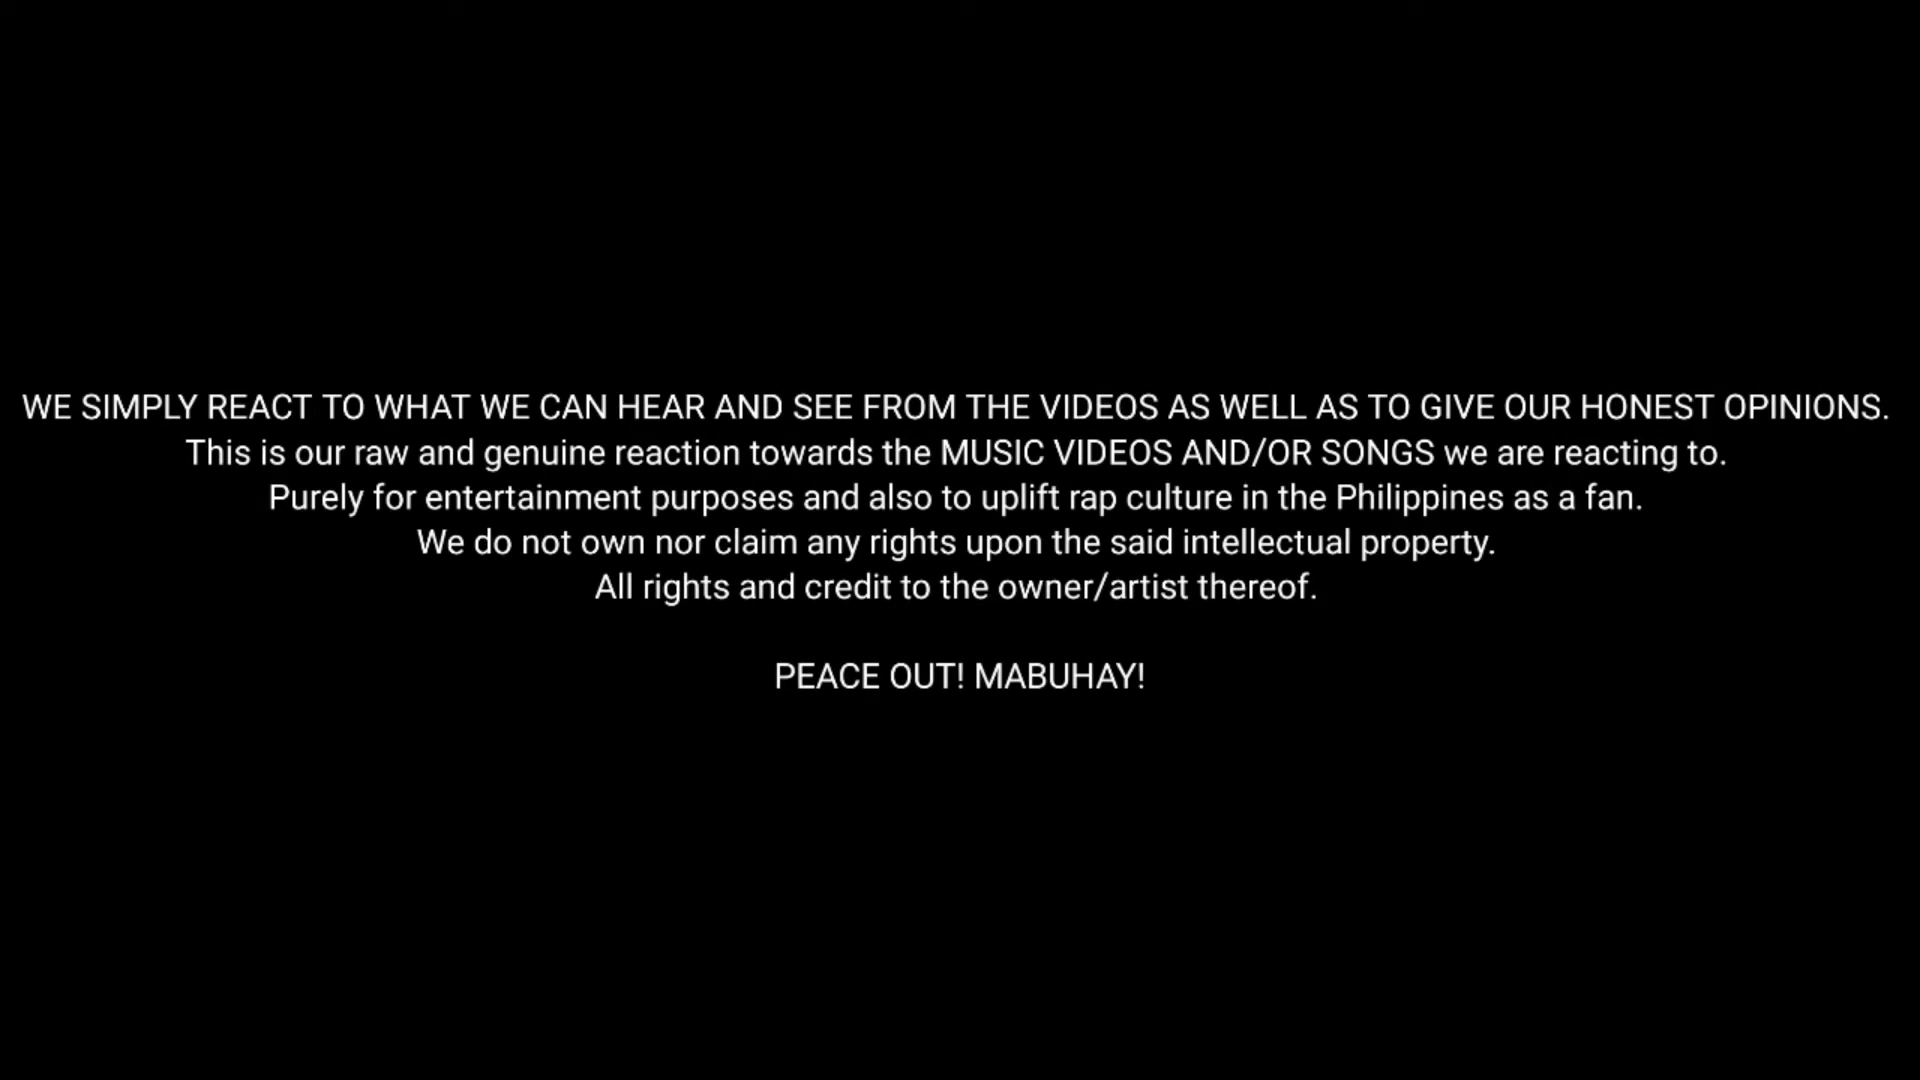 WE SIMPLY REACT TO WHAT WE CAN HEAR AND SEE FROM THE VIDEOS AS WELL AS TO GIVE OUR HONEST OPINIONS.
This is our raw and genuine reaction towards the MUSIC VIDEOS AND/OR SONGS we are reacting to.
Purely for entertainment purposes and also to uplift rap culture in the Philippines as a fan.
We do not own nor claim any rights upon the said intellectual property.
All rights and credit to the owner/artist thereof.
PEACE OUT! MABUHAY!